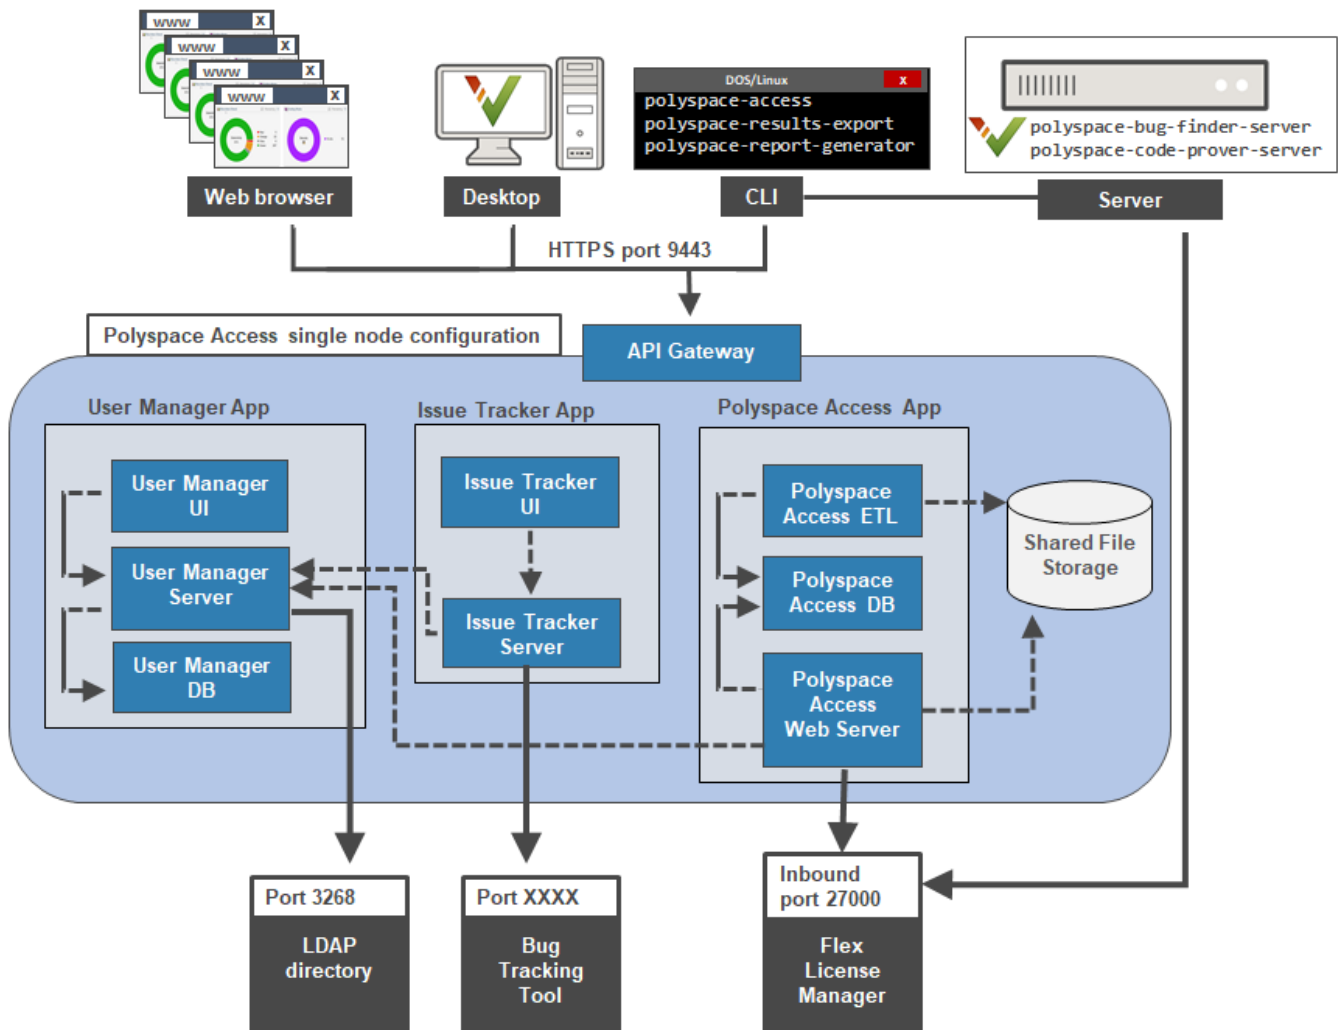 www X
www X
www X
www X
DOS/Linux X
polyspace-access
polyspace-results-export
polyspace-report-generator
polyspace-bug-finder-server
polyspace-code-prover-server
Web browser
Desktop
CLI
Server
HTTPS port 9443
Polyspace Access single node configuration
API Gateway
User Manager App
Issue Tracker App
Polyspace Access App
User Manager
UI
User Manager
Server
User Manager
DB
Issue Tracker
UI
Issue Tracker
Server
Polyspace
Access ETL
Polyspace
Access DB
Polyspace
Access
Web Server
Shared File
Storage
Port 3268
LDAP
directory
Port XXXX
Bug
Tracking
Tool
Inbound
port 27000
Flex
License
Manager